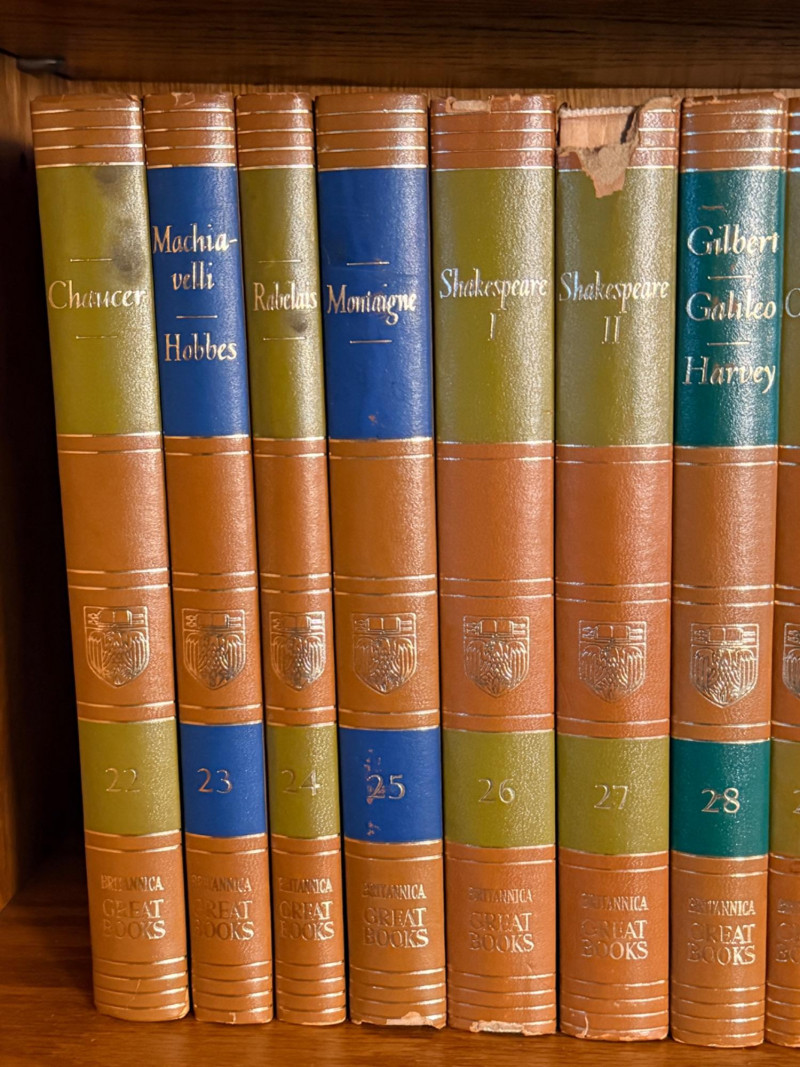 Chaucer
22
BRITANNICA
GREAT
BOOKS
Machia-
velli
Hobbes
23
BRITANNICA
GREAT
BOOKS
Rabelais
24
BRITANNICA
GREAT
BOOKS
Montaigne
25
BRITANNICA
GREAT
BOOKS
Shakespeare
I
26
BRITANNICA
GREAT
BOOKS
Shakespeare
II
27
BRITANNICA
GREAT
BOOKS
Gilbert
Galileo
Harvey
28
BRITANNICA
GREAT
BOOKS